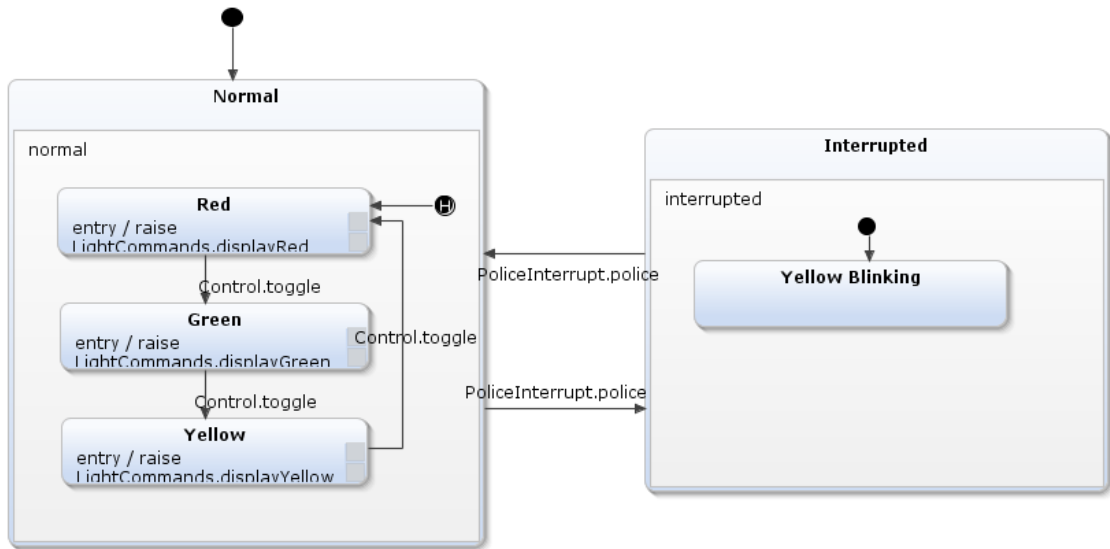 Normal
normal
Red
entry / raise
LightCommands.displayRed
H
Control.toggle
Green
entry / raise
LightCommands.displayGreen
Control.toggle
Control.toggle
Yellow
entry / raise
LightCommands.displayYellow
PoliceInterrupt.police
PoliceInterrupt.police
Interrupted
interrupted
Yellow Blinking